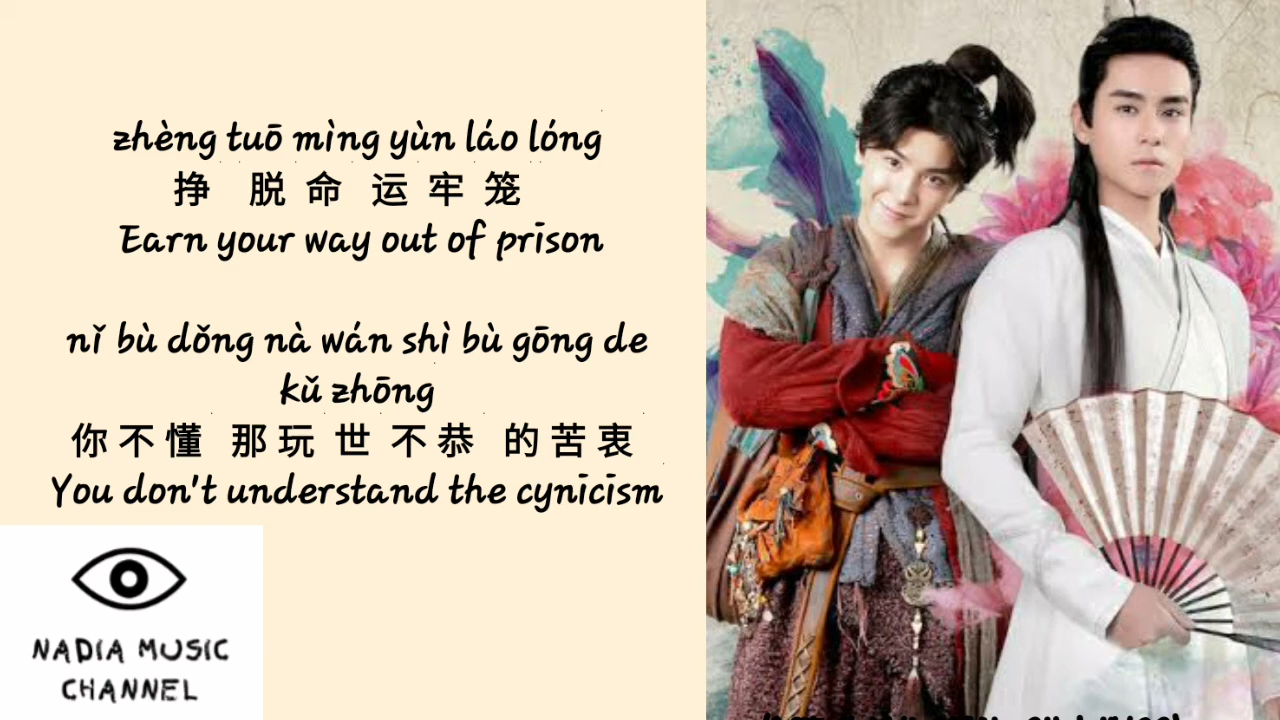 zhèng tuō mìng yùn láo lóng
挣 脱 命 运 牢 笼
Earn your way out of prison
nǐ bù dǒng nà wán shì bù gōng de
kǔ zhōng
你 不 懂 那 玩 世 不 恭 的 苦 衷
You don't understand the cynicism
NADIA MUSIC
CHANNEL